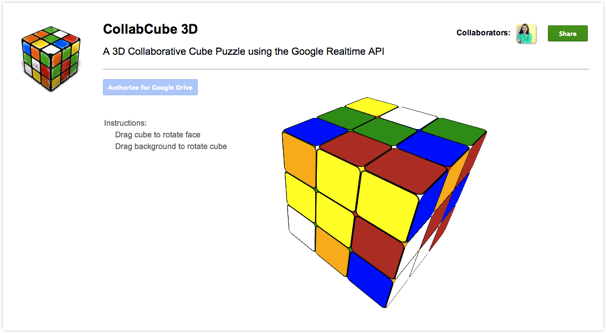 CollabCube 3D
Collaborators:
Share
A 3D Collaborative Cube Puzzle using the Google Realtime API
Authorize for Google Drive
Instructions:
Drag cube to rotate face
Drag background to rotate cube